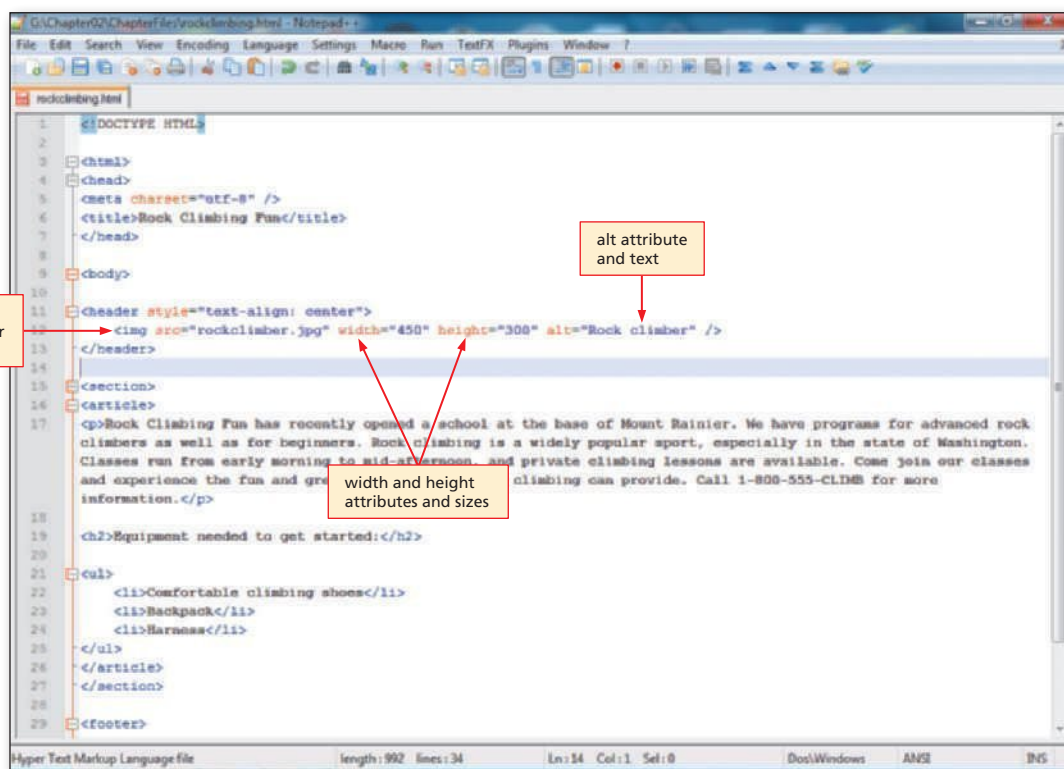 G:\Chapter02\ChapterFiles\rockclimbing.html - Notepad++
File Edit Search View Encoding Language Settings Macro Run TextFX Plugins Window ?
rockclimbing.html
1 <!DOCTYPE HTML>
2
3 <html>
4 <head>
5 <meta charset="utf-8" />
6 <title>Rock Climbing Fun</title>
7 </head>
8
9 <body>
10
11 <header style="text-align: center">
12 <img src="rockclimber.jpg" width="450" height="300" alt="Rock climber" />
13 </header>
14
15 <section>
16 <article>
17 <p>Rock Climbing Fun has recently opened a school at the base of Mount Rainier. We have programs for advanced rock
climbers as well as for beginners. Rock climbing is a widely popular sport, especially in the state of Washington.
Classes run from early morning to mid-afternoon, and private climbing lessons are available. Come join our classes
and experience the fun and climbing can provide. Call 1-800-555-CLIMB for more
information.</p>
18
19 <h2>Equipment needed to get started:</h2>
20
21 <ul>
22 <li>Comfortable climbing shoes</li>
23 <li>Backpack</li>
24 <li>Harness</li>
25 </ul>
26 </article>
27 </section>
28
29 <footer>
alt attribute
and text
width and height
attributes and sizes
Hyper Text Markup Language file length : 992 lines : 34 Ln : 14 Col : 1 Sel : 0 Dos\Windows ANSI INS